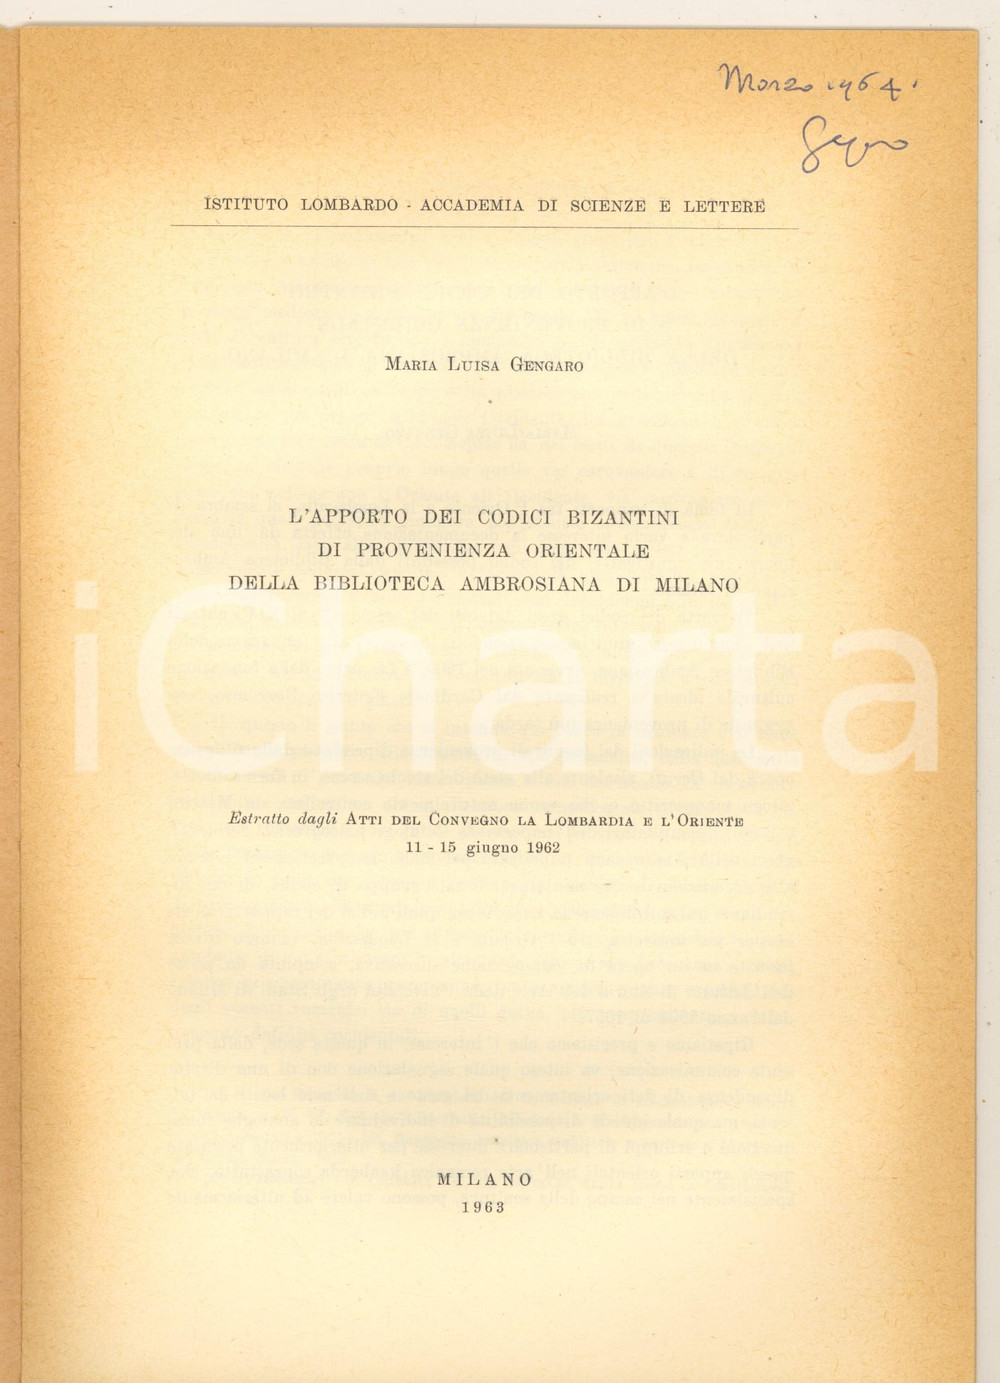 Marzo 1964.
ISTITUTO LOMBARDO - ACCADEMIA DI SCIENZE E LETTERE
MARIA LUISA GENGARO
L'APPORTO DEI CODICI BIZANTINI
DI PROVENIENZA ORIENTALE
DELLA BIBLIOTECA AMBROSIANA DI MILANO
iCharta
Estratto dagli ATTI DEL CONVEGNO LA LOMBARDIA E L'ORIENTE
11 - 15 giugno 1962
MILANO
1963